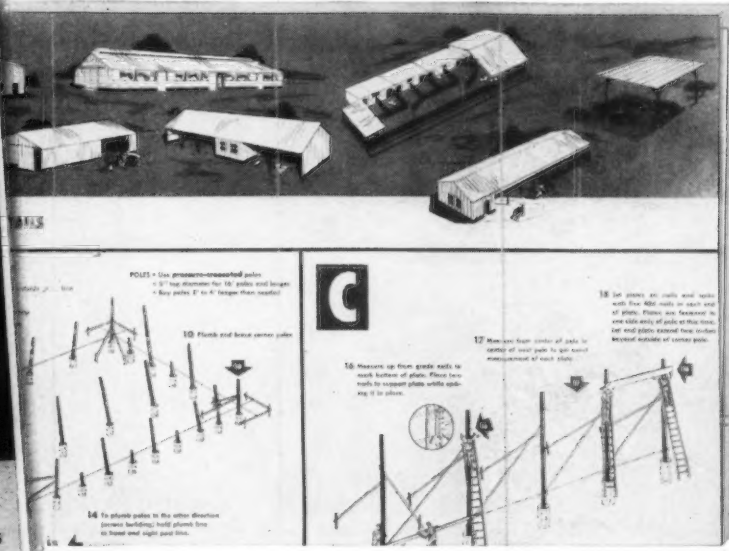 POLES • Use pressure-creosoted poles
• 5" top diameter for 16' poles and longer
• Buy poles 3' to 4' longer than needed
line
10 Plumb and brace corner poles
14 To plumb poles in the other direction
(across building) hold plumb line
in hand and sight past line.
C
16 Measure up from grade nails to
mark bottom of plate. Place two
nails to support plate while spik-
ing it in place.
17 Measure from center of pole to
center of next pole to get exact
measurement of each plate.
18 Set plates on nails and spike
with five 40d nails in each end
of plate. Plates are fastened to
one side only of pole at this time.
Let end plate extend
beyond outside of corner pole.